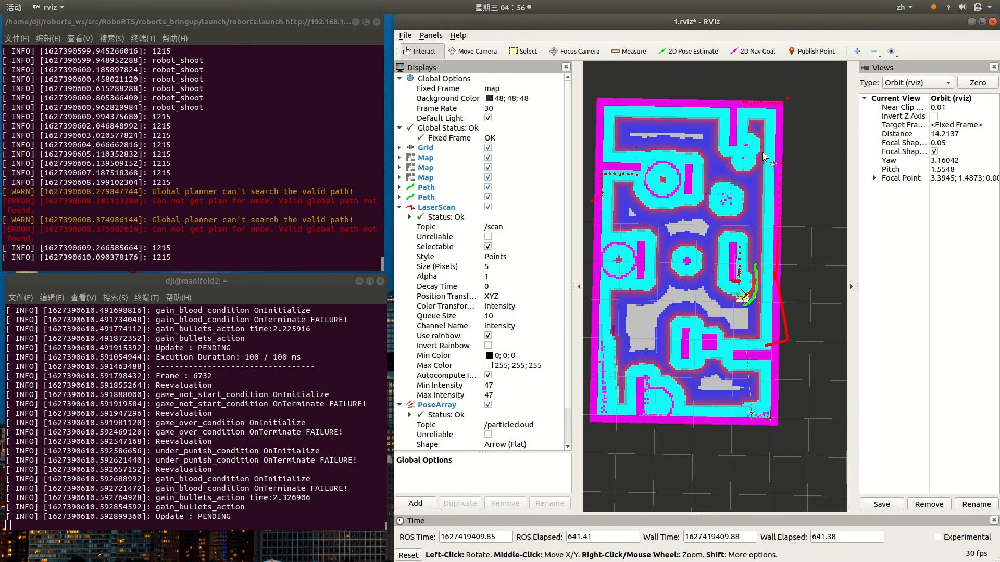 活动 rviz 星期三 04：56 zh
/home/dji/roborts_ws/src/RoboRTS/roborts_bringup/launch/roborts.launch http://192.168.1...
文件(F) 编辑(E) 查看(V) 搜索(S) 终端(T) 帮助(H)
[ INFO] [1627390599.945266016]: 1215
[ INFO] [1627390599.948952288]: robot_shoot
[ INFO] [1627390600.185897824]: robot_shoot
[ INFO] [1627390600.458021120]: robot_shoot
[ INFO] [1627390600.615288288]: robot_shoot
[ INFO] [1627390600.805366400]: robot_shoot
[ INFO] [1627390600.962829984]: robot_shoot
[ INFO] [1627390600.994375680]: 1215
[ INFO] [1627390602.046848992]: 1215
[ INFO] [1627390603.020577824]: 1215
[ INFO] [1627390604.066662816]: 1215
[ INFO] [1627390605.110352832]: 1215
[ INFO] [1627390606.139509152]: 1215
[ INFO] [1627390607.187518368]: 1215
[ INFO] [1627390608.199102304]: 1215
[ WARN] [1627390608.279847744]: Global planner can't search the valid path!
[ERROR] [1627390608.281113280]: Can not get plan for once. Valid global path not
found.
[ WARN] [1627390608.374986144]: Global planner can't search the valid path!
[ERROR] [1627390608.375662016]: Can not get plan for once. Valid global path not
found.
[ INFO] [1627390609.266585664]: 1215
[ INFO] [1627390610.090378176]: 1215
dji@manifold2: ~
文件(F) 编辑(E) 查看(V) 搜索(S) 终端(T) 帮助(H)
[ INFO] [1627390610.491698816]: gain_blood_condition OnInitialize
[ INFO] [1627390610.491734048]: gain_blood_condition OnTerminate FAILURE!
[ INFO] [1627390610.491774112]: gain_bullets_action time:2.225916
[ INFO] [1627390610.491872352]: gain_bullets_action
[ INFO] [1627390610.491915392]: Update : PENDING
[ INFO] [1627390610.591054944]: Excution Duration: 100 / 100 ms
[ INFO] [1627390610.591463488]: ----------------------------------
[ INFO] [1627390610.591798432]: Frame : 6732
[ INFO] [1627390610.591855264]: Reevaluation
[ INFO] [1627390610.591888000]: game_not_start_condition OnInitialize
[ INFO] [1627390610.591919584]: game_not_start_condition OnTerminate FAILURE!
[ INFO] [1627390610.591947296]: Reevaluation
[ INFO] [1627390610.591981120]: game_over_condition OnInitialize
[ INFO] [1627390610.592469120]: game_over_condition OnTerminate FAILURE!
[ INFO] [1627390610.592547168]: Reevaluation
[ INFO] [1627390610.592586656]: under_punish_condition OnInitialize
[ INFO] [1627390610.592621440]: under_punish_condition OnTerminate FAILURE!
[ INFO] [1627390610.592657152]: Reevaluation
[ INFO] [1627390610.592688992]: gain_blood_condition OnInitialize
[ INFO] [1627390610.592721472]: gain_blood_condition OnTerminate FAILURE!
[ INFO] [1627390610.592764928]: gain_bullets_action time:2.326906
[ INFO] [1627390610.592854592]: gain_bullets_action
[ INFO] [1627390610.592899360]: Update : PENDING
1.rviz* - RViz
File Panels Help
Interact Move Camera Select Focus Camera Measure 2D Pose Estimate 2D Nav Goal Publish Point
Displays
Global Options
Fixed Frame map
Background Color 48; 48; 48
Frame Rate 30
Default Light
Global Status: Ok
Fixed Frame OK
Grid
Map
Map
Map
Path
Path
LaserScan
Status: Ok
Topic /scan
Unreliable
Selectable
Style Points
Size (Pixels) 5
Alpha 1
Decay Time 0
Position Transf... XYZ
Color Transfor... Intensity
Queue Size 10
Channel Name intensity
Use rainbow
Invert Rainbow
Min Color 0; 0; 0
Max Color 255; 255; 255
Autocompute I...
Min Intensity 47
Max Intensity 47
PoseArray
Status: Ok
Topic /particlecloud
Unreliable
Shape Arrow (Flat)
Global Options
Add Duplicate Remove Rename
Views
Type: Orbit (rviz) Zero
Current View Orbit (rviz)
Near Clip ... 0.01
Invert Z Axis
Target Fra... <Fixed Frame>
Distance 14.2137
Focal Shap... 0.05
Focal Shap...
Yaw 3.16042
Pitch 1.5548
Focal Point 3.3945; 1.4873; 0.00
Save Remove Rename
Time
ROS Time: 1627419409.85 ROS Elapsed: 641.41 Wall Time: 1627419409.88 Wall Elapsed: 641.38 Experimental
Reset Left-Click: Rotate. Middle-Click: Move X/Y. Right-Click/Mouse Wheel:: Zoom. Shift: More options. 30 fps